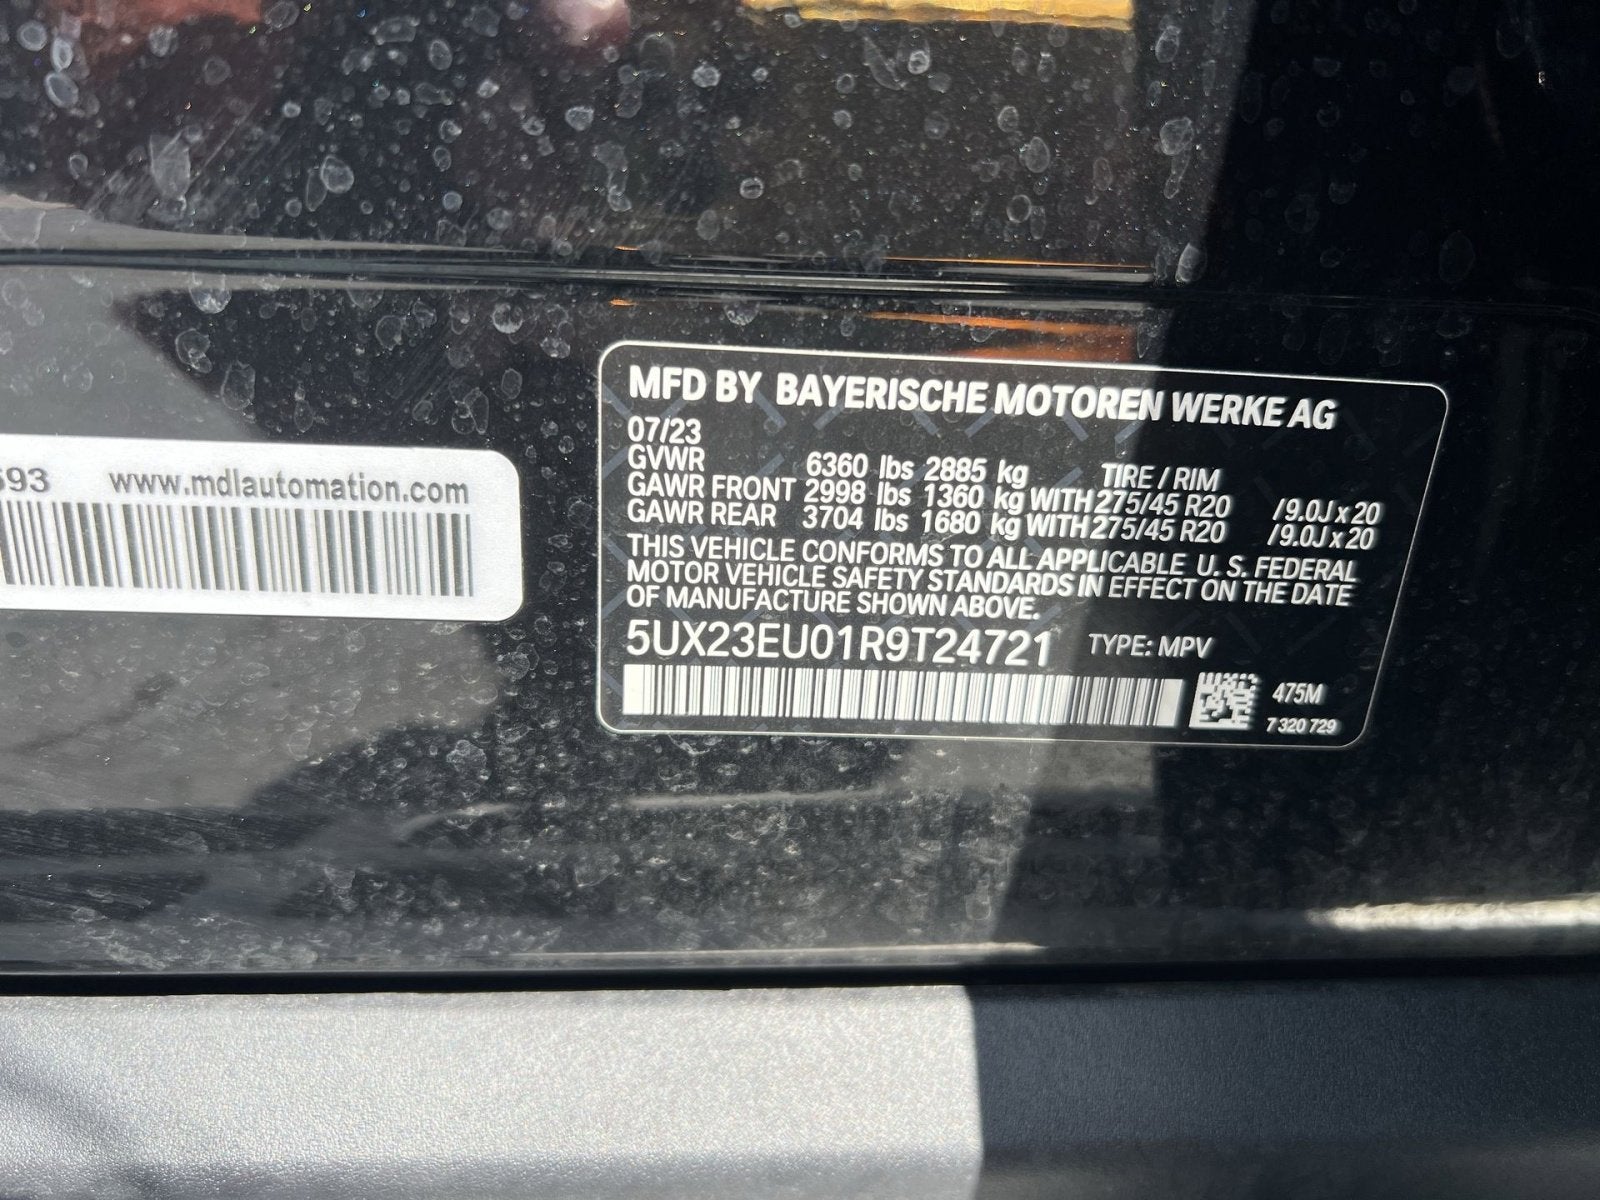 593 www.mdlautomation.com
MFD BY BAYERISCHE MOTOREN WERKE AG
07/23
GVWR 6360 lbs 2885 kg TIRE / RIM
GAWR FRONT 2998 lbs 1360 kg WITH 275/45 R20 /9.0J x 20
GAWR REAR 3704 lbs 1680 kg WITH 275/45 R20 /9.0J x 20
THIS VEHICLE CONFORMS TO ALL APPLICABLE U. S. FEDERAL
MOTOR VEHICLE SAFETY STANDARDS IN EFFECT ON THE DATE
OF MANUFACTURE SHOWN ABOVE.
5UX23EU01R9T24721 TYPE: MPV
475M
7 320 729